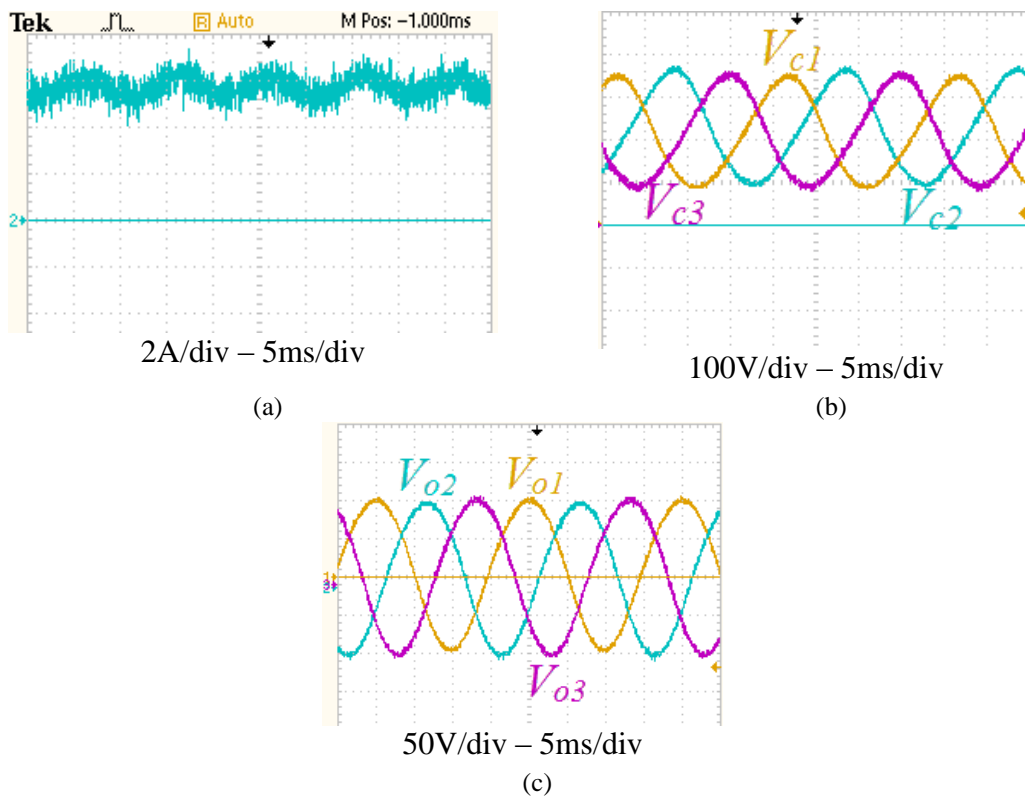 Tek R Auto M Pos: −1.000ms
2
2A/div – 5ms/div
(a)
Vc1
Vc3
Vc2
100V/div – 5ms/div
(b)
Vo2
Vo1
Vo3
50V/div – 5ms/div
(c)